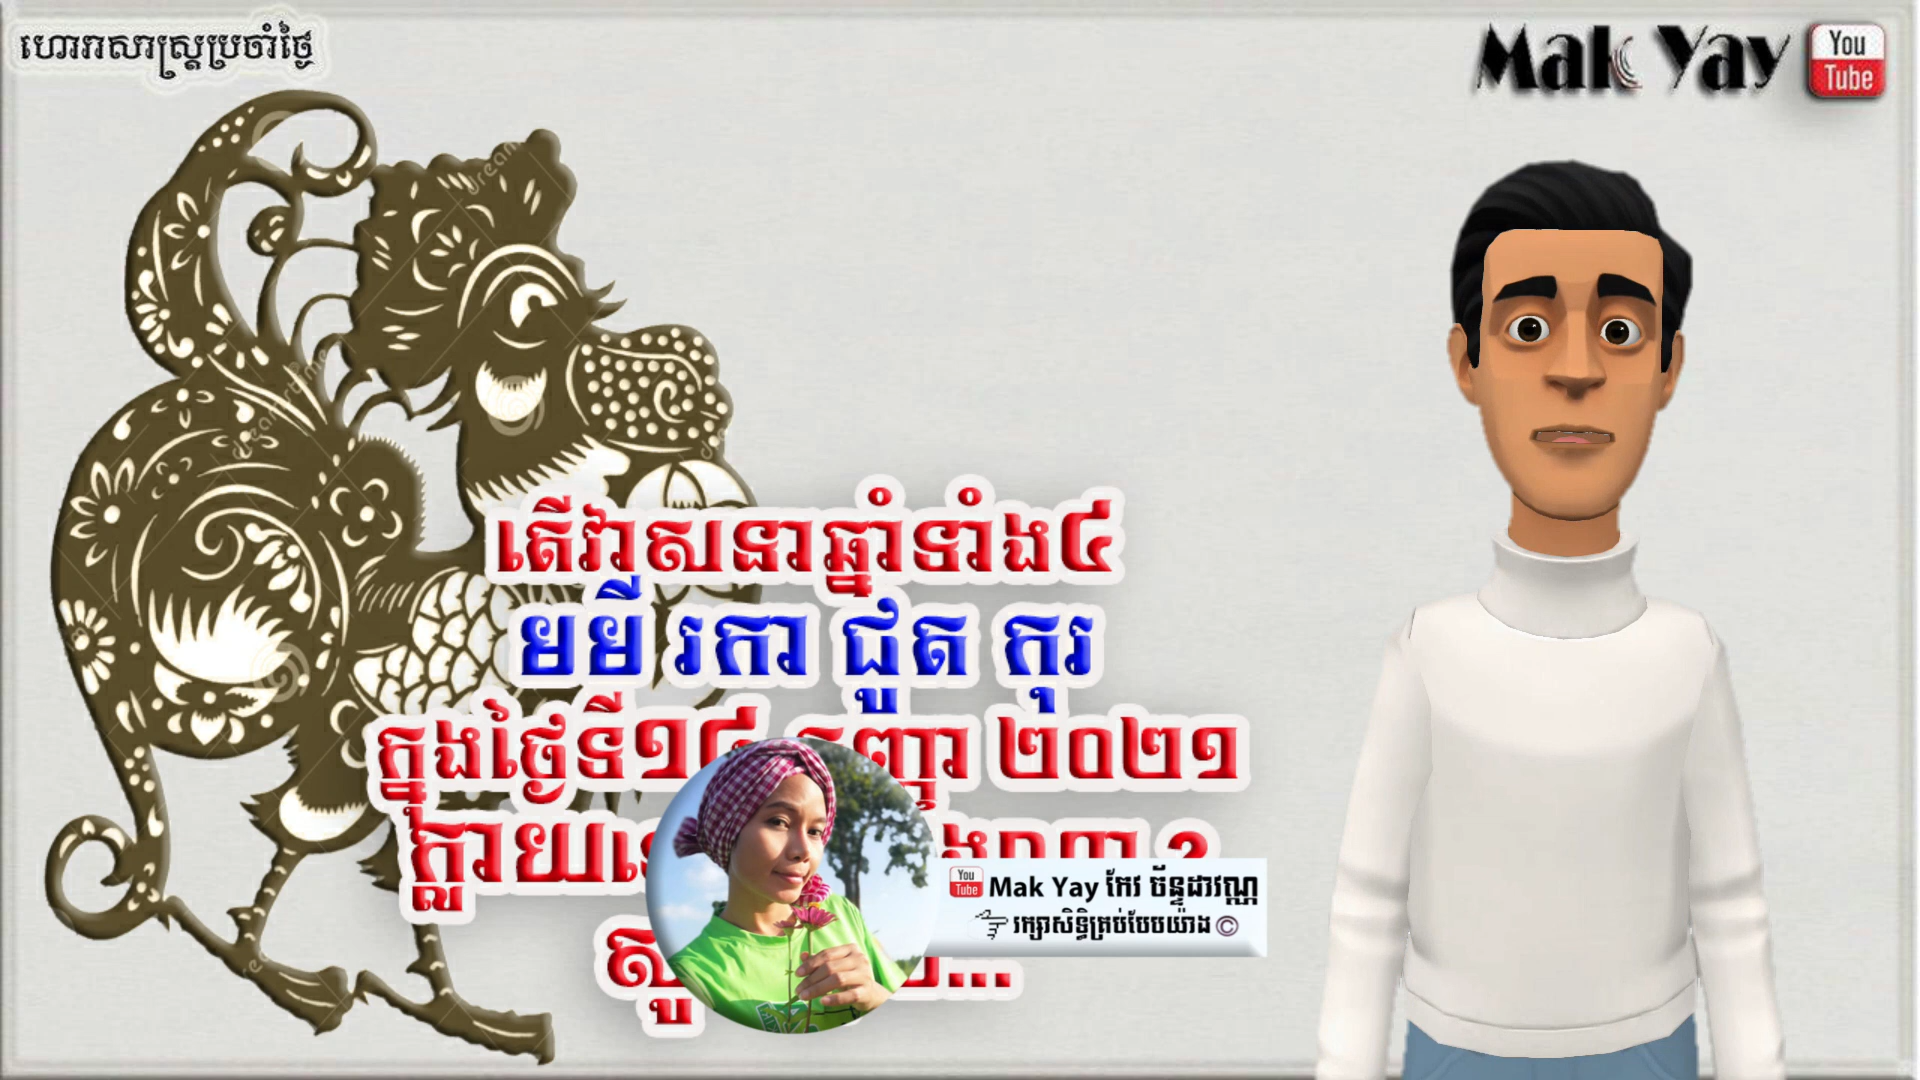 ហោរាសាស្ត្រប្រចាំថ្ងៃ
Mak Yay You Tube
តើវាសនាឆ្នាំទាំង៤
មមី រកា ជូត កុរ
ក្នុងថ្ងៃទី១៤ ២០២១
ក្លាយ
You Tube Mak Yay កែវ ច័ន្ទដារវណ្ណ
រក្សាសិទ្ធិគ្រប់បែបយ៉ាង ©